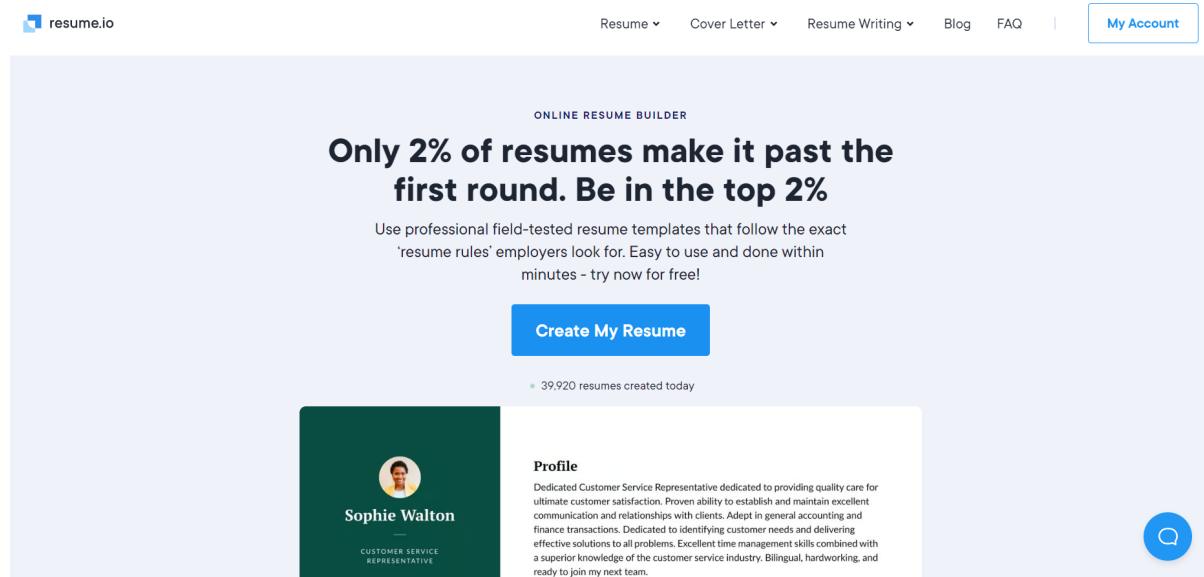 resume.io
Resume
Cover Letter
Resume Writing
Blog
FAQ
My Account
ONLINE RESUME BUILDER
Only 2% of resumes make it past the
first round. Be in the top 2%
Use professional field-tested resume templates that follow the exact
‘resume rules’ employers look for. Easy to use and done within
minutes - try now for free!
Create My Resume
39,920 resumes created today
Sophie Walton
CUSTOMER SERVICE
REPRESENTATIVE
Profile
Dedicated Customer Service Representative dedicated to providing quality care for
ultimate customer satisfaction. Proven ability to establish and maintain excellent
communication and relationships with clients. Adept in general accounting and
finance transactions. Dedicated to identifying customer needs and delivering
effective solutions to all problems. Excellent time management skills combined with
a superior knowledge of the customer service industry. Bilingual, hardworking, and
ready to join my next team.